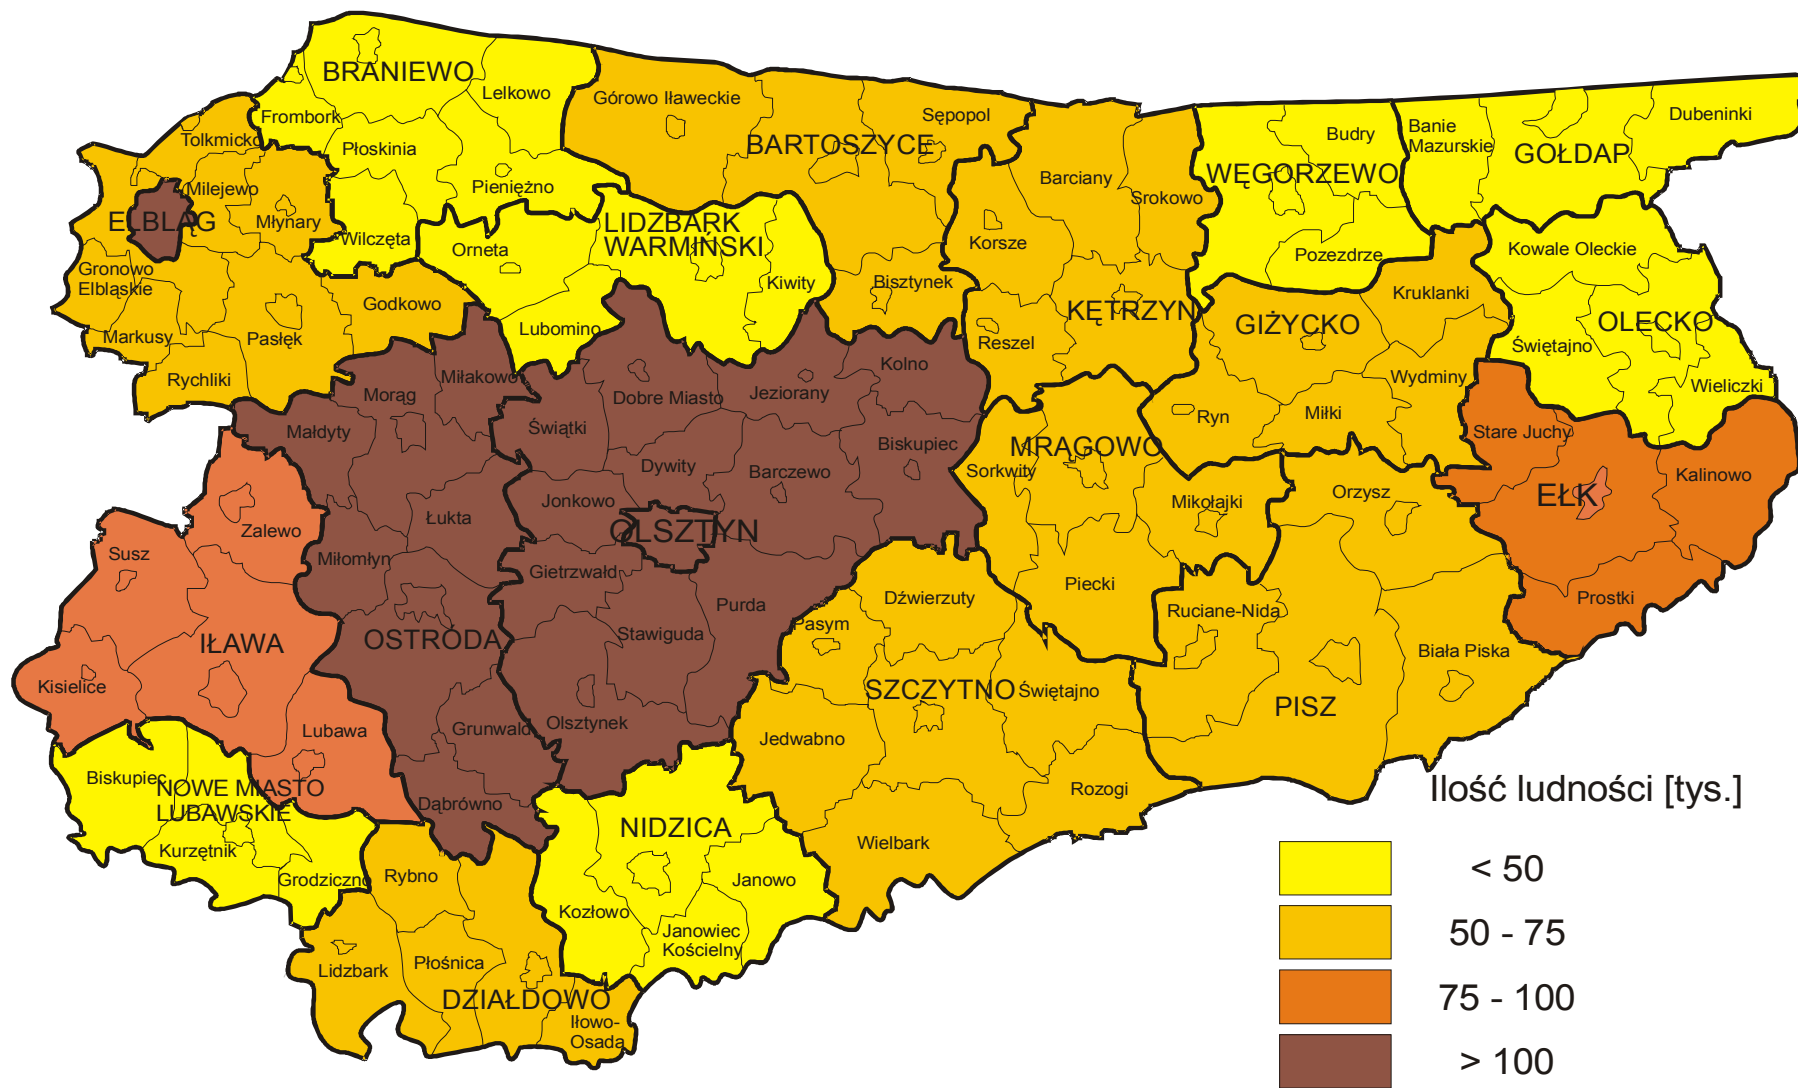 BRANIEWO
Lelkowo
Frombork
Płoskinia
Pieniężno
Wilczęta
Górowo Iławeckie
Sępopol
BARTOSZYCE
Bisztynek
Tolkmicko
Milejewo
Młynary
ELBLĄG
Gronowo
Elbląskie
Godkowo
Markusy
Pasłęk
Rychliki
Orneta
LIDZBARK
WARMIŃSKI
Kiwity
Lubomino
Barciany
Srokowo
Korsze
KĘTRZYN
Reszel
Budry
WĘGORZEWO
Pozezdrze
Banie
Mazurskie
Dubeninki
GOŁDAP
Kowale Oleckie
OLECKO
Świętajno
Wieliczki
Kruklanki
GIŻYCKO
Wydminy
Ryn
Miłki
Morąg
Miłakowo
Małdyty
Łukta
Miłomłyn
OSTRÓDA
Grunwald
Dąbrówno
Kolno
Dobre Miasto
Jeziorany
Świątki
Biskupiec
Dywity
Barczewo
Jonkowo
OLSZTYN
Gietrzwałd
Purda
Stawiguda
Olsztynek
MRAGOWO
Sorkwity
Mikołajki
Piecki
Stare Juchy
Kalinowo
EŁK
Prostki
Orzysz
Ruciane-Nida
Biała Piska
PISZ
Zalewo
Susz
IŁAWA
Kisielice
Lubawa
Dźwierzuty
Pasym
SZCZYTNO
Świętajno
Jedwabno
Rozogi
Wielbark
Biskupiec
NOWE MIASTO
LUBAWSKIE
Kurzętnik
Grodziczno
NIDZICA
Janowo
Kozłowo
Janowiec
Kościelny
Rybno
Lidzbark
Płośnica
DZIAŁDOWO
Iłowo-
Osada
Ilość ludności [tys.]
< 50
50 - 75
75 - 100
> 100